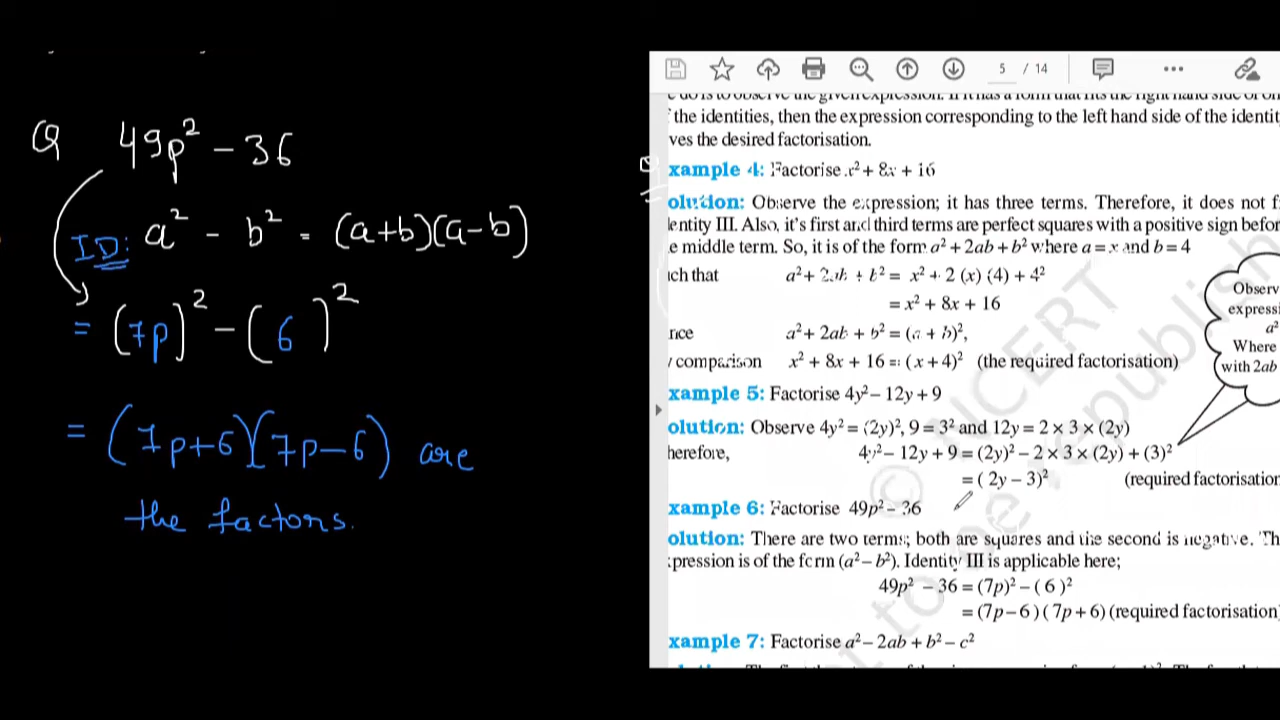 Q 49p² − 36
ID: a² − b² = (a+b)(a−b)
= (7p)² − (6)²
= (7p+6)(7p−6) are
the factors.
5 / 14
the identities, then the expression corresponding to the left hand side of the identit
ves the desired factorisation.
xample 4: Factorise x² + 8x + 16
olution: Observe the expression; it has three terms. Therefore, it does not f
lentity III. Also, it's first and third terms are perfect squares with a positive sign befor
e middle term. So, it is of the form a² + 2ab + b² where a = x and b = 4
uch that a² + 2ab + b² = x² + 2 (x) (4) + 4²
= x² + 8x + 16
nce a² + 2ab + b² = (a + b)²,
y comparison x² + 8x + 16 = (x + 4)² (the required factorisation)
Observ
expressi
a²
Where
with 2ab
xample 5: Factorise 4y² − 12y + 9
olution: Observe 4y² = (2y)², 9 = 3² and 12y = 2 × 3 × (2y)
herefore, 4y² − 12y + 9 = (2y)² − 2 × 3 × (2y) + (3)²
= (2y − 3)² (required factorisation
xample 6: Factorise 49p² − 36
olution: There are two terms; both are squares and the second is negative. Th
pression is of the form (a² − b²). Identity III is applicable here;
49p² − 36 = (7p)² − (6)²
= (7p − 6) (7p + 6) (required factorisation
xample 7: Factorise a² − 2ab + b² − c²
© NCERT
to be republish